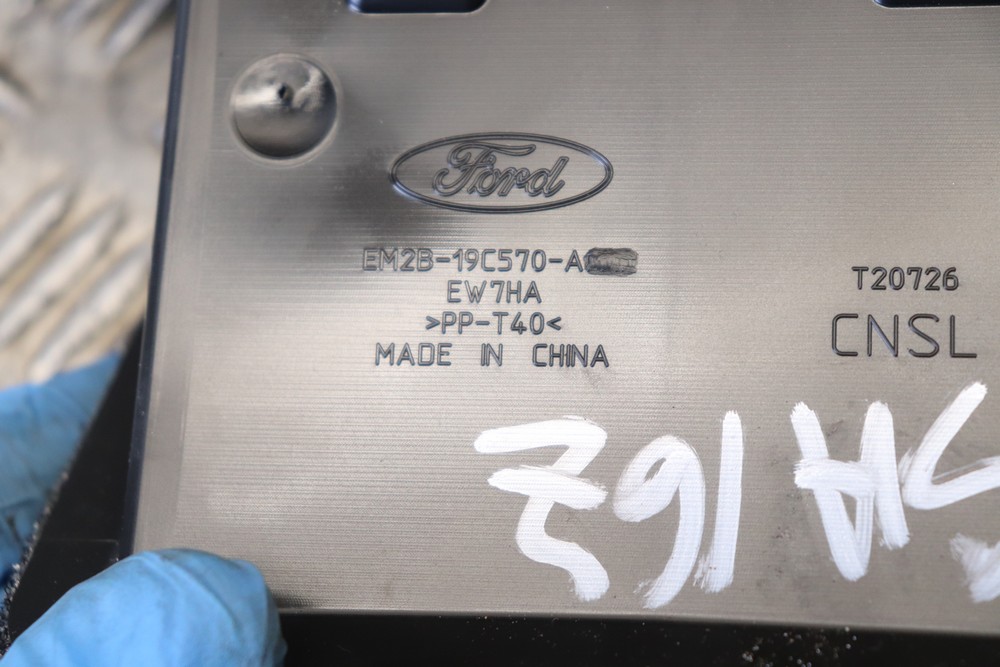 Ford
EM2B-19C570-A
EW7HA
>PP-T40<
MADE IN CHINA
T20726
CNSL